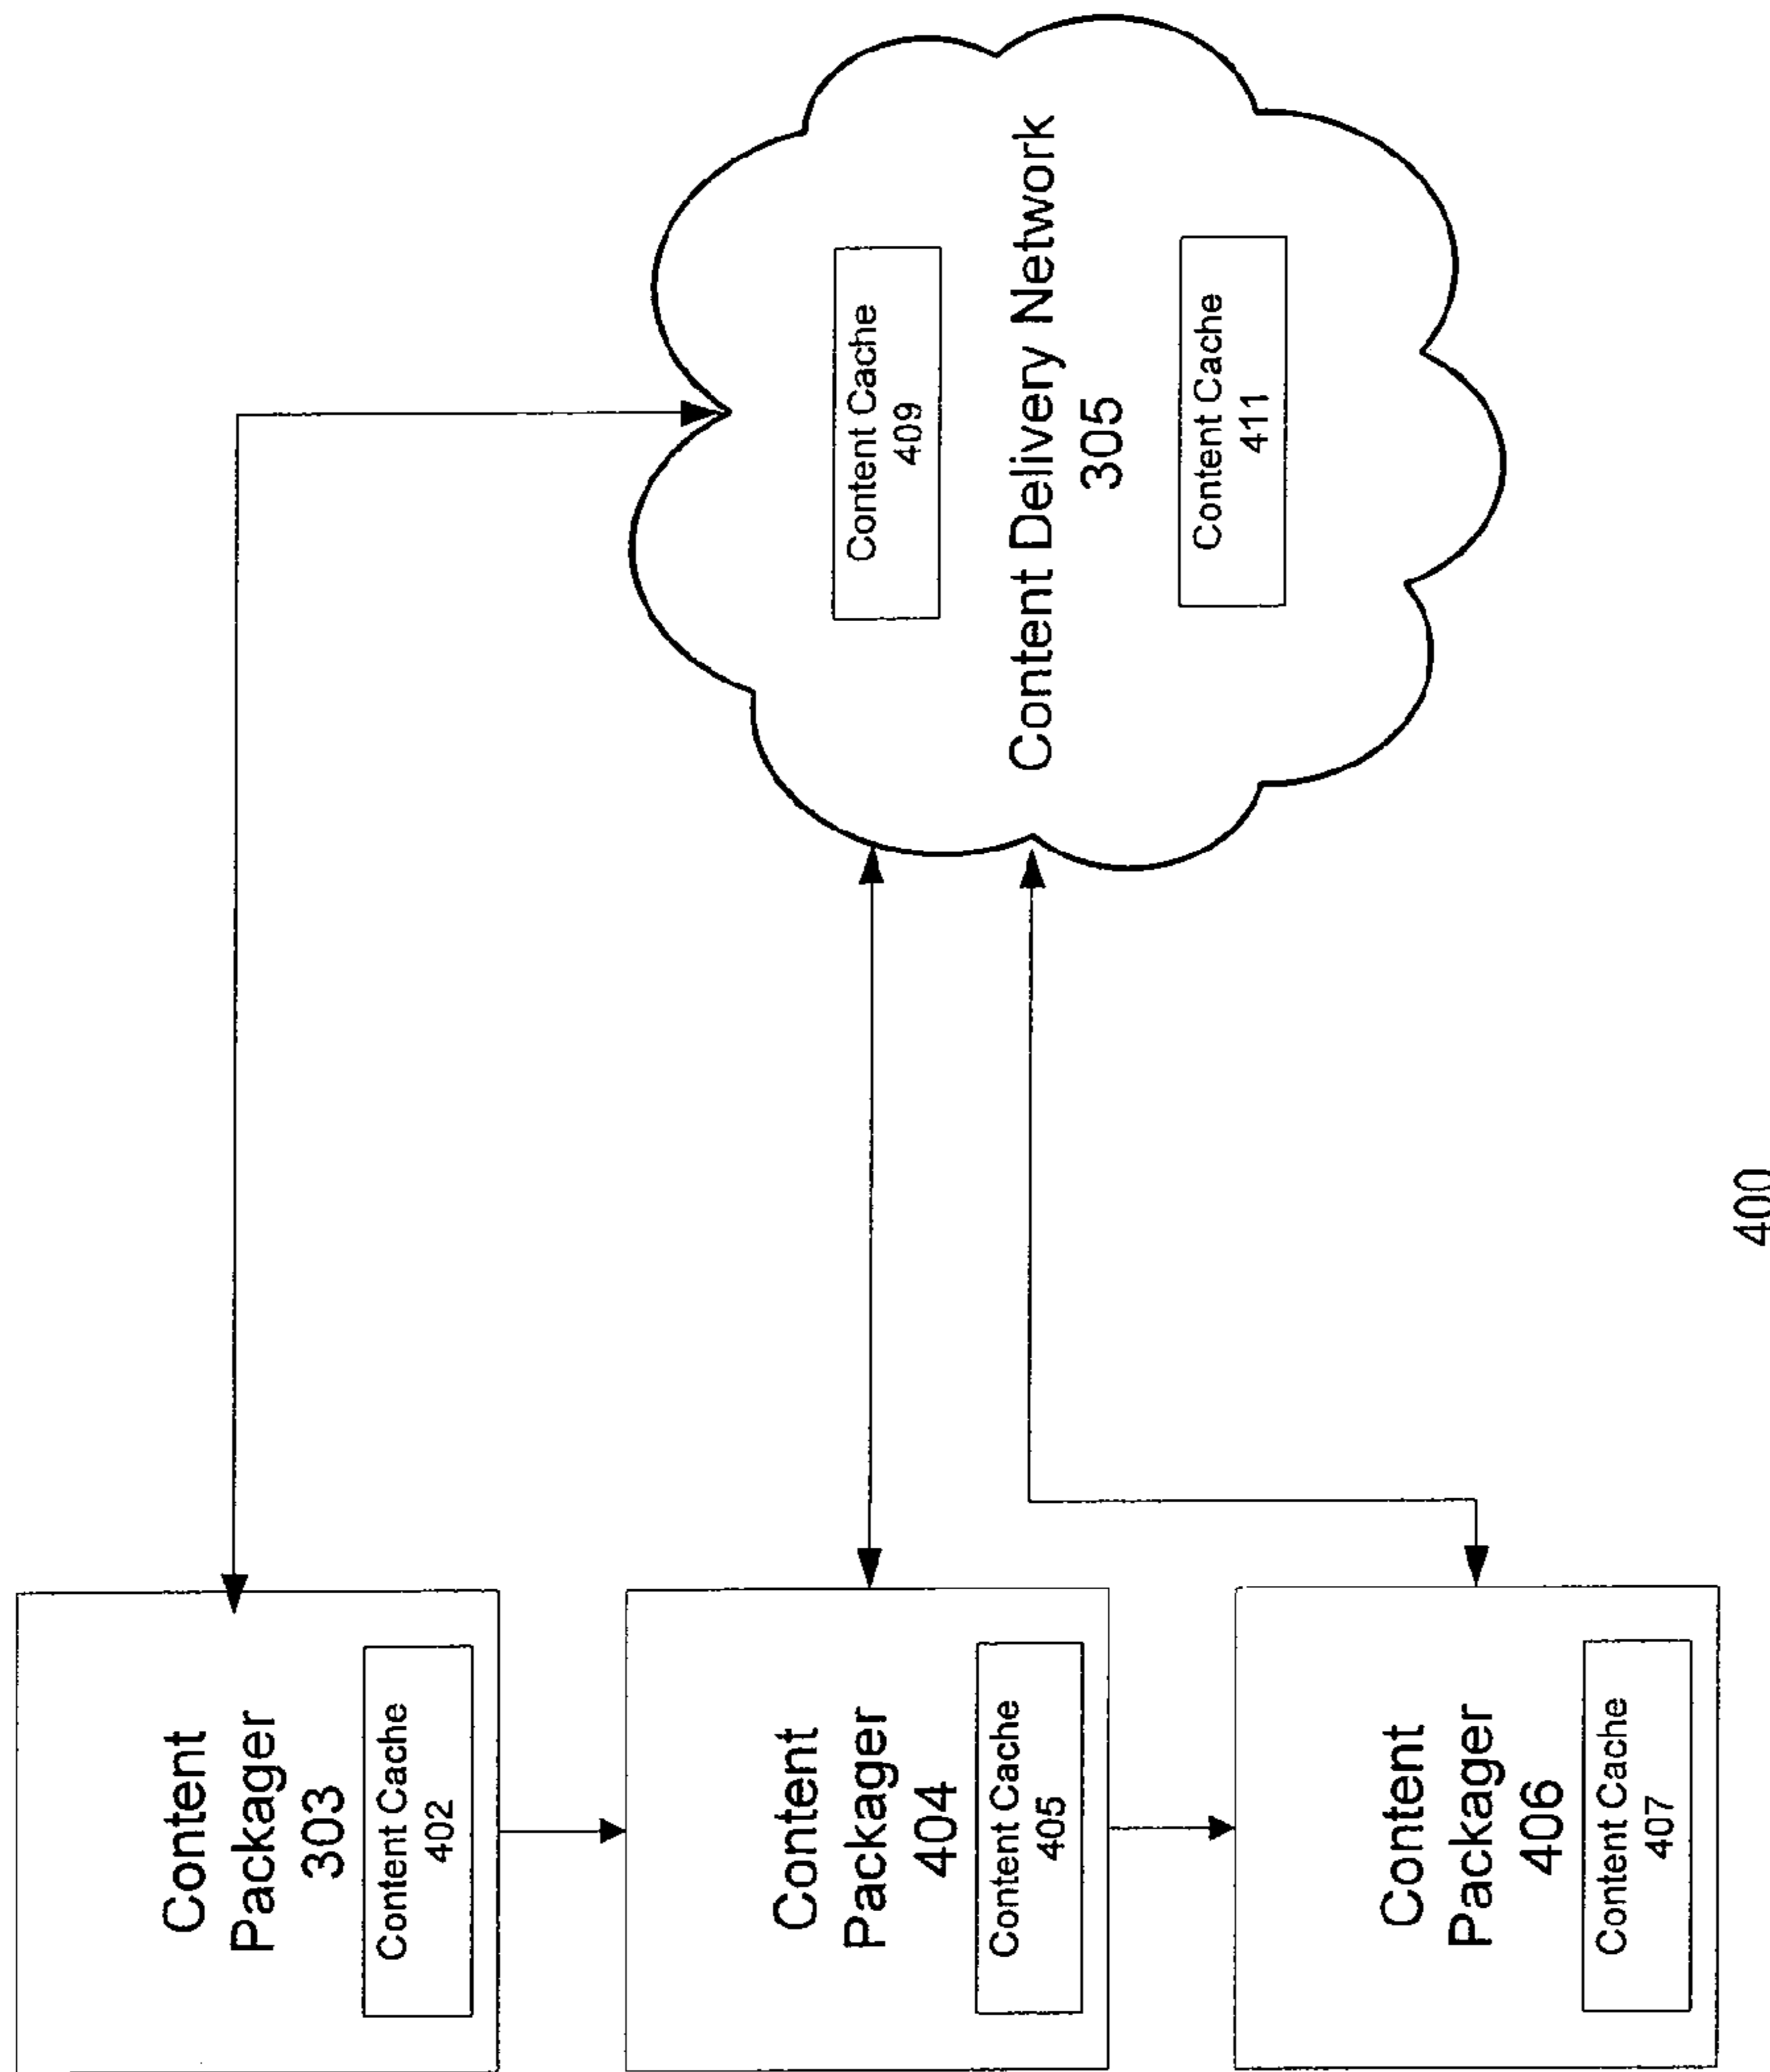 Content
Packager
303
Content Cache
402
Content
Packager
404
Content Cache
405
Content
Packager
406
Content Cache
407
Content Cache
409
Content Delivery Network
305
Content Cache
411
400